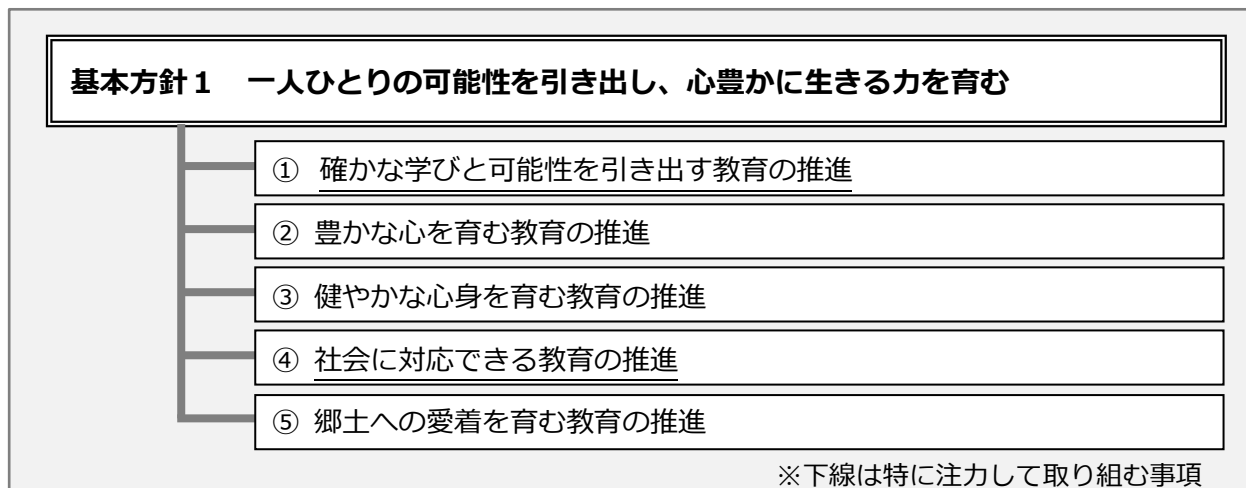 基本方針１　一人ひとりの可能性を引き出し、心豊かに生きる力を育む
① 確かな学びと可能性を引き出す教育の推進
② 豊かな心を育む教育の推進
③ 健やかな心身を育む教育の推進
④ 社会に対応できる教育の推進
⑤ 郷土への愛着を育む教育の推進
※下線は特に注力して取り組む事項